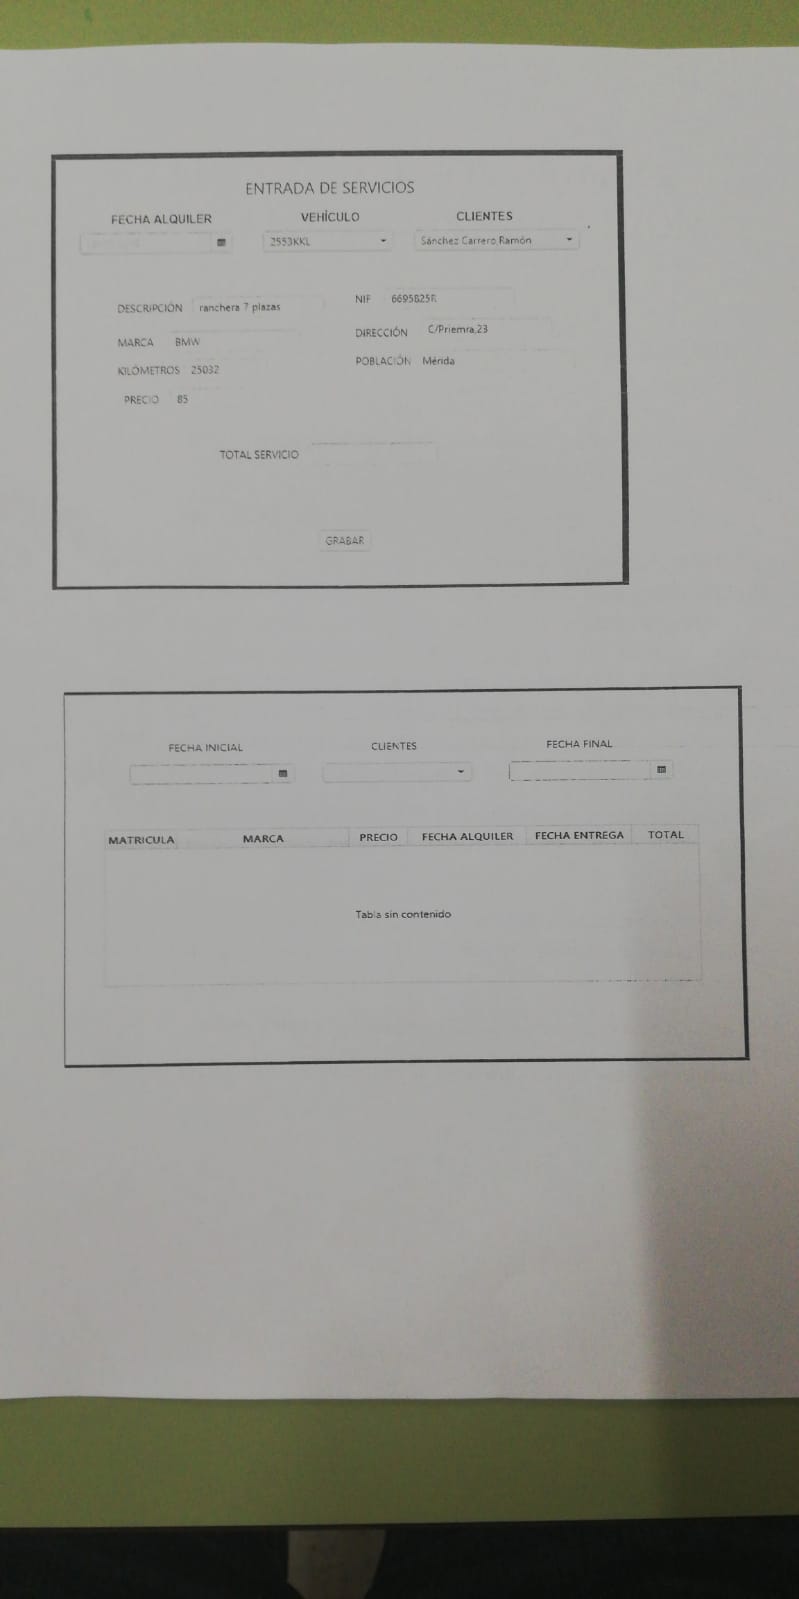 ENTRADA DE SERVICIOS
FECHA ALQUILER VEHÍCULO CLIENTES
2553KKL Sánchez Carrero,Ramón
DESCRIPCIÓN ranchera 7 plazas NIF 6695825R
MARCA BMW DIRECCIÓN C/Priemra,23
KILÓMETROS 25032 POBLACIÓN Mérida
PRECIO 85
TOTAL SERVICIO
GRABAR
FECHA INICIAL CLIENTES FECHA FINAL
MATRICULA MARCA PRECIO FECHA ALQUILER FECHA ENTREGA TOTAL
Tabla sin contenido